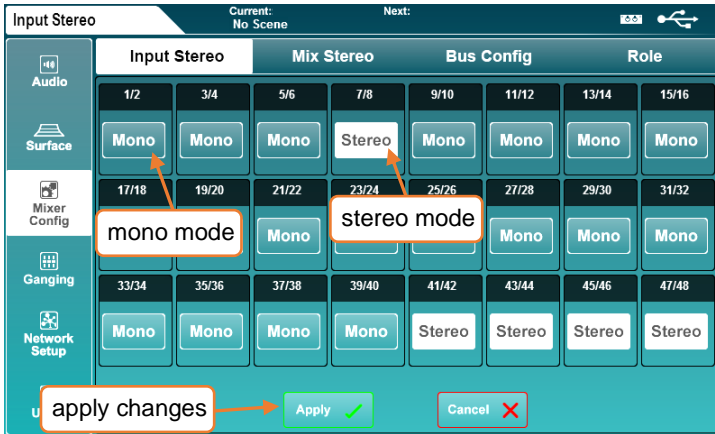 Input Stereo
Current:
No Scene
Next:
Audio
Surface
Mixer
Config
Ganging
Network
Setup
U
Input Stereo Mix Stereo Bus Config Role
1/2 3/4 5/6 7/8 9/10 11/12 13/14 15/16
Mono Mono Mono Stereo Mono Mono Mono Mono
17/18 19/20 21/22 23/24 25/26 27/28 29/30 31/32
mono mode
stereo mode
Mono Mono Mono Mono
33/34 35/36 37/38 39/40 41/42 43/44 45/46 47/48
Mono Mono Mono Mono Stereo Stereo Stereo Stereo
apply changes
Apply Cancel